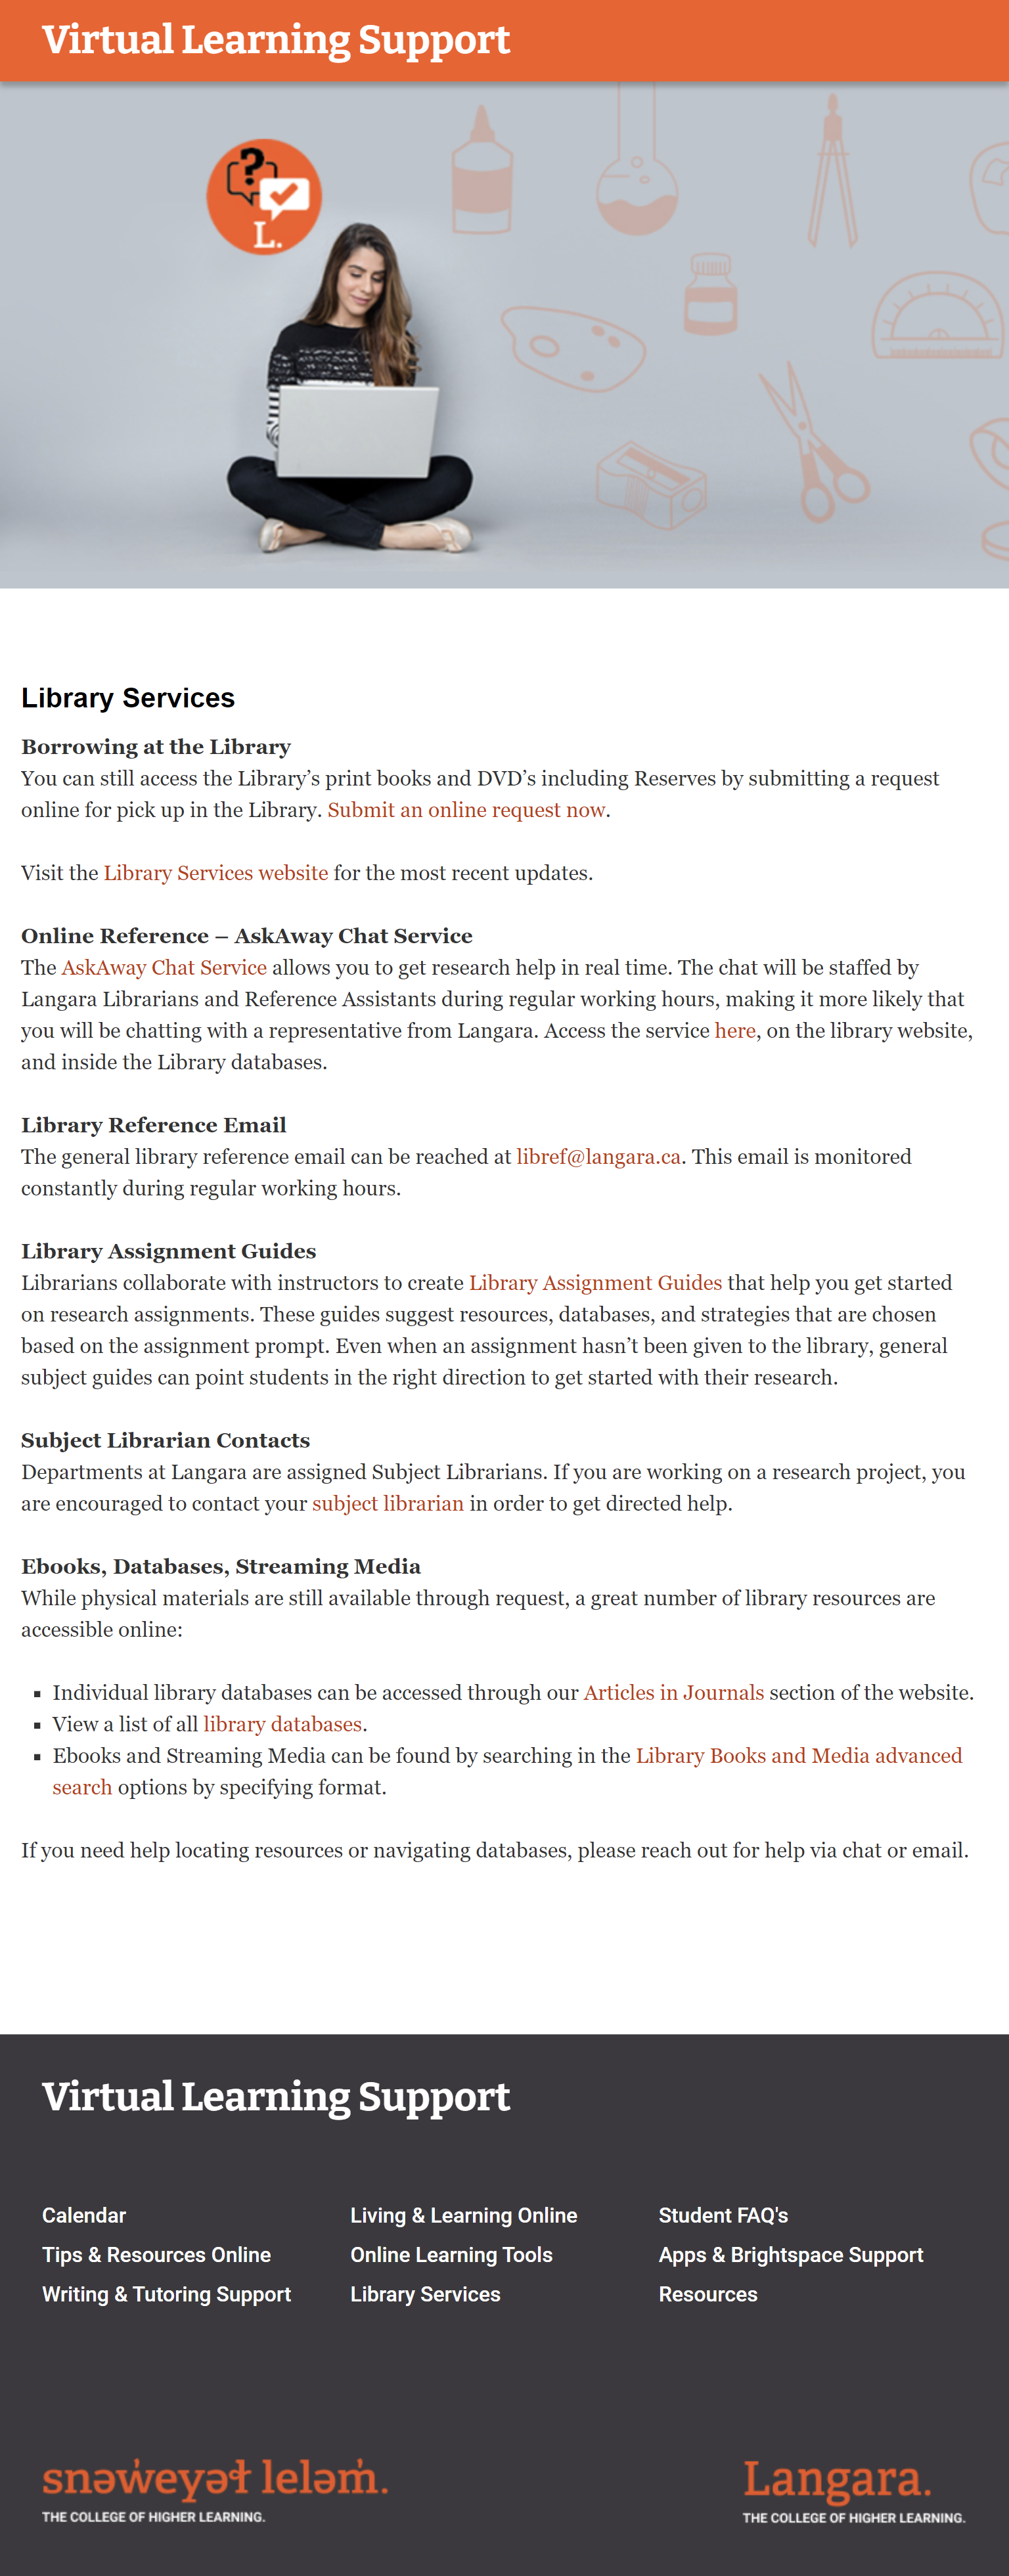 Virtual Learning Support
?
L.
Library Services
Borrowing at the Library
You can still access the Library’s print books and DVD’s including Reserves by submitting a request
online for pick up in the Library. Submit an online request now.
Visit the Library Services website for the most recent updates.
Online Reference – AskAway Chat Service
The AskAway Chat Service allows you to get research help in real time. The chat will be staffed by
Langara Librarians and Reference Assistants during regular working hours, making it more likely that
you will be chatting with a representative from Langara. Access the service here, on the library website,
and inside the Library databases.
Library Reference Email
The general library reference email can be reached at libref@langara.ca. This email is monitored
constantly during regular working hours.
Library Assignment Guides
Librarians collaborate with instructors to create Library Assignment Guides that help you get started
on research assignments. These guides suggest resources, databases, and strategies that are chosen
based on the assignment prompt. Even when an assignment hasn’t been given to the library, general
subject guides can point students in the right direction to get started with their research.
Subject Librarian Contacts
Departments at Langara are assigned Subject Librarians. If you are working on a research project, you
are encouraged to contact your subject librarian in order to get directed help.
Ebooks, Databases, Streaming Media
While physical materials are still available through request, a great number of library resources are
accessible online:
▪ Individual library databases can be accessed through our Articles in Journals section of the website.
▪ View a list of all library databases.
▪ Ebooks and Streaming Media can be found by searching in the Library Books and Media advanced
search options by specifying format.
If you need help locating resources or navigating databases, please reach out for help via chat or email.
Virtual Learning Support
Calendar
Living & Learning Online
Student FAQ's
Tips & Resources Online
Online Learning Tools
Apps & Brightspace Support
Writing & Tutoring Support
Library Services
Resources
snəw̓eyəɬ leləm̓.
THE COLLEGE OF HIGHER LEARNING.
Langara.
THE COLLEGE OF HIGHER LEARNING.